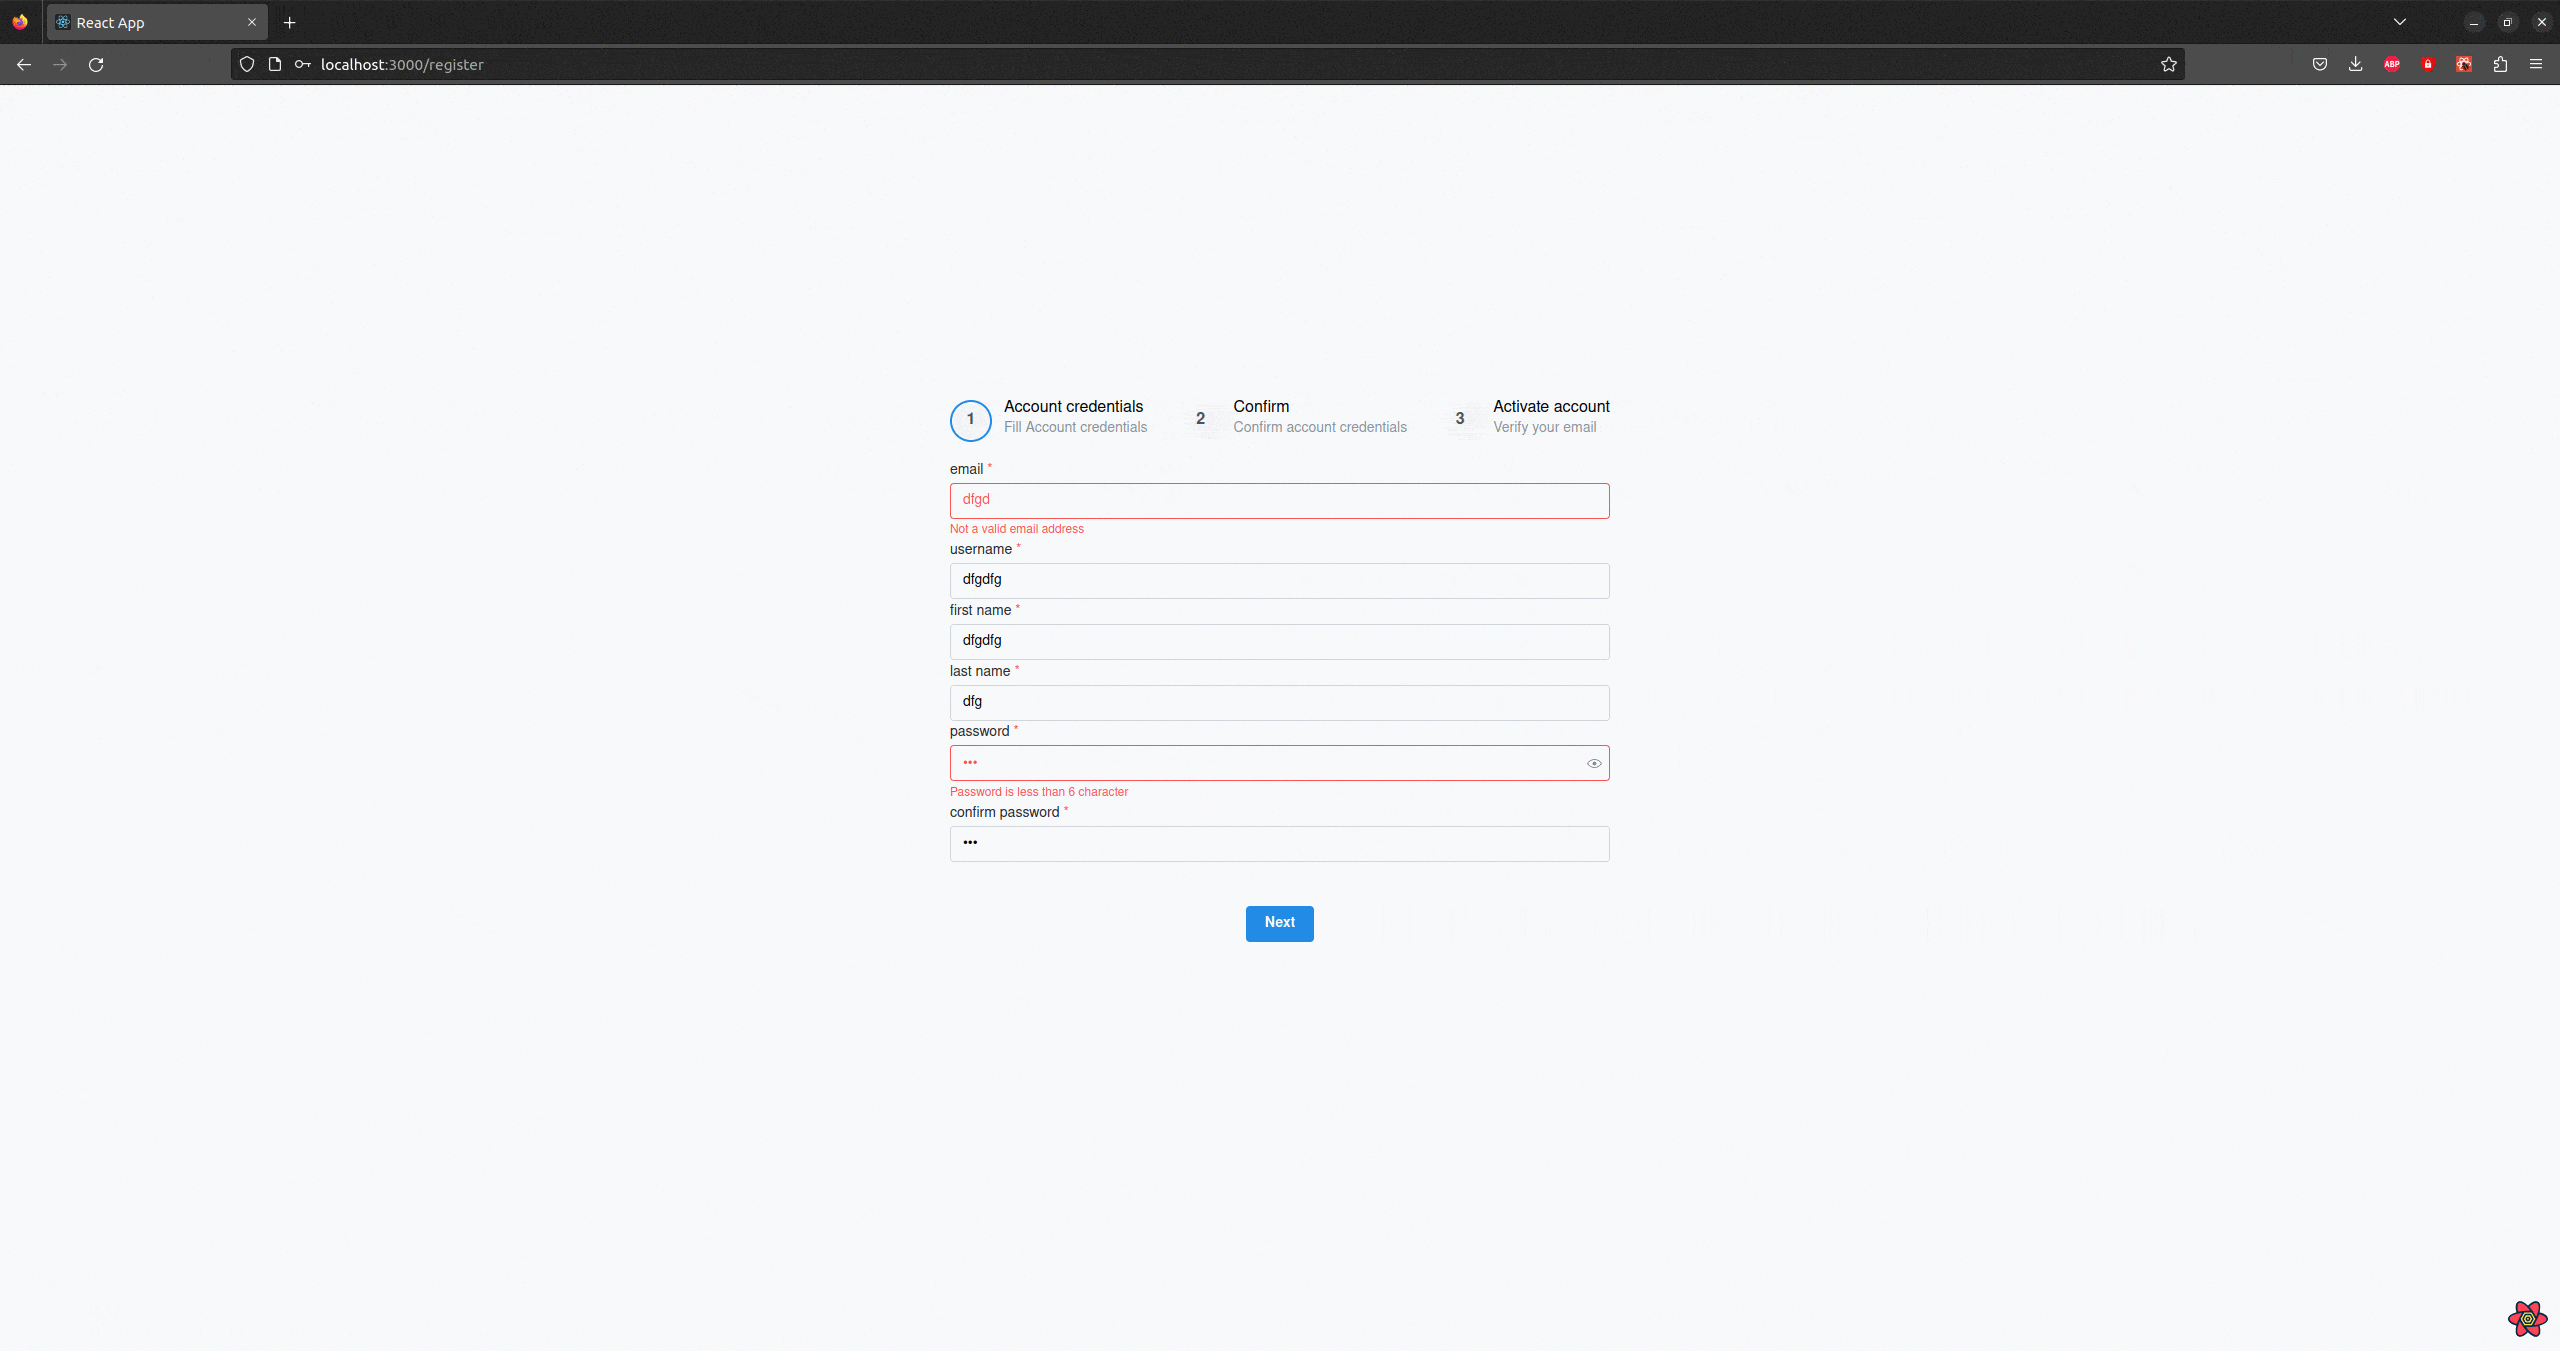 React App
localhost:3000/register
ABP
1 Account credentials 2 Confirm 3 Activate account
Fill Account credentials Confirm account credentials Verify your email
email *
dfgd
Not a valid email address
username *
dfgdfg
first name *
dfgdfg
last name *
dfg
password *
•••
Password is less than 6 character
confirm password *
•••
Next